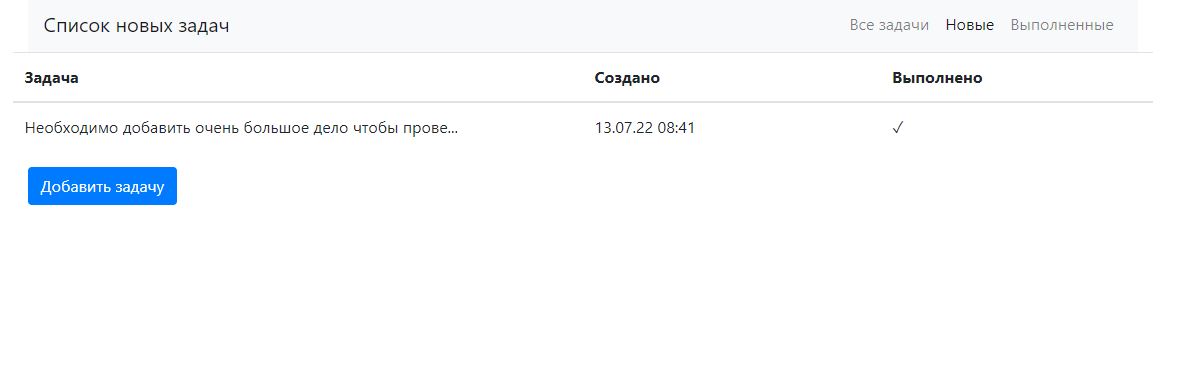 Список новых задач Все задачи Новые Выполненные
Задача Создано Выполнено
Необходимо добавить очень большое дело чтобы прове... 13.07.22 08:41 ✓
Добавить задачу